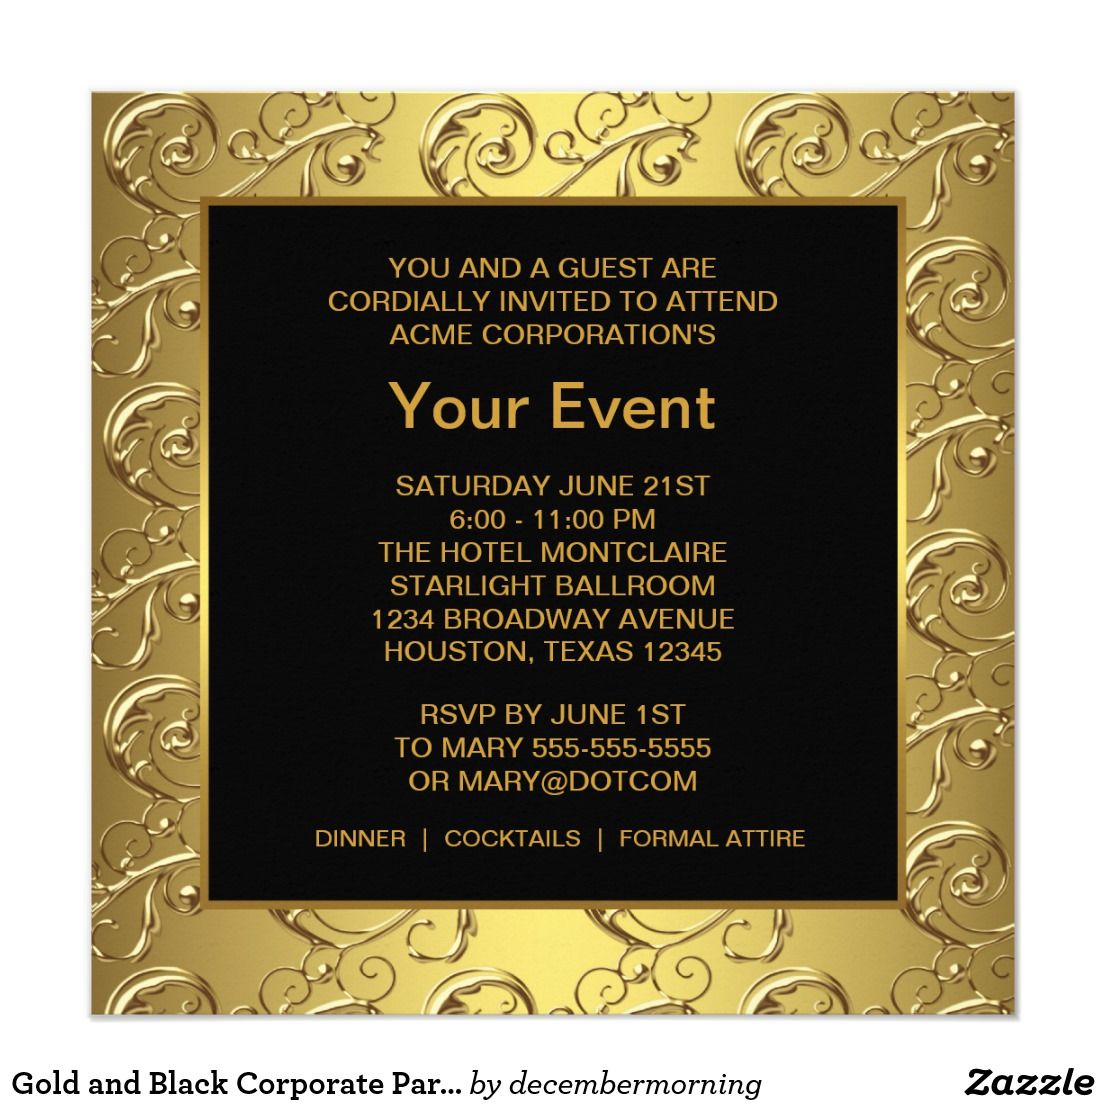 YOU AND A GUEST ARE
CORDIALLY INVITED TO ATTEND
ACME CORPORATION'S
Your Event
SATURDAY JUNE 21ST
6:00 - 11:00 PM
THE HOTEL MONTCLAIRE
STARLIGHT BALLROOM
1234 BROADWAY AVENUE
HOUSTON, TEXAS 12345
RSVP BY JUNE 1ST
TO MARY 555-555-5555
OR MARY@DOTCOM
DINNER | COCKTAILS | FORMAL ATTIRE
Gold and Black Corporate Par... by decembermorning Zazzle